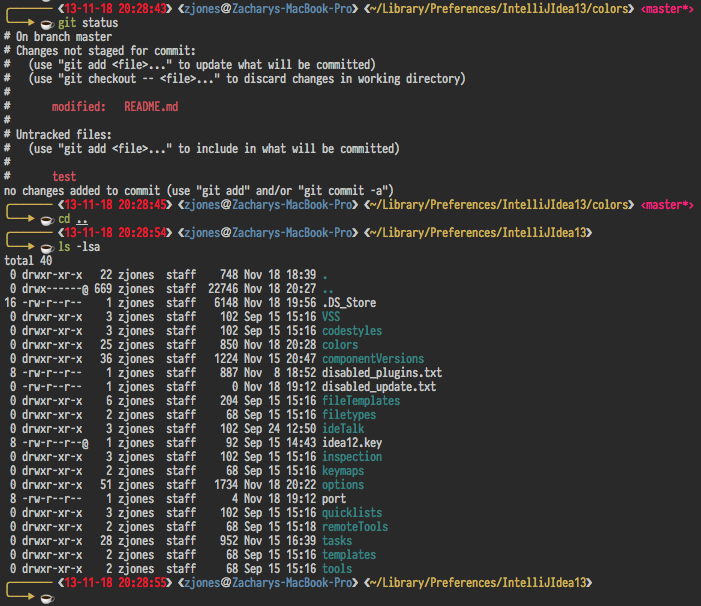 <13-11-18 20:28:43> <zjones@Zacharys-MacBook-Pro> <~/Library/Preferences/IntelliJIdea13/colors> <master*>
git status
# On branch master
# Changes not staged for commit:
#   (use "git add <file>..." to update what will be committed)
#   (use "git checkout -- <file>..." to discard changes in working directory)
#
#       modified:   README.md
#
# Untracked files:
#   (use "git add <file>..." to include in what will be committed)
#
#       test
no changes added to commit (use "git add" and/or "git commit -a")
<13-11-18 20:28:45> <zjones@Zacharys-MacBook-Pro> <~/Library/Preferences/IntelliJIdea13/colors> <master*>
cd ..
<13-11-18 20:28:54> <zjones@Zacharys-MacBook-Pro> <~/Library/Preferences/IntelliJIdea13>
ls -lsa
total 40
 0 drwxr-xr-x   22 zjones  staff    748 Nov 18 18:39 .
 0 drwx------@ 669 zjones  staff  22746 Nov 18 20:27 ..
16 -rw-r--r--    1 zjones  staff   6148 Nov 18 19:56 .DS_Store
 0 drwxr-xr-x    3 zjones  staff    102 Sep 15 15:16 VSS
 0 drwxr-xr-x    3 zjones  staff    102 Sep 15 15:16 codestyles
 0 drwxr-xr-x   25 zjones  staff    850 Nov 18 20:28 colors
 0 drwxr-xr-x   36 zjones  staff   1224 Nov 15 20:47 componentVersions
 8 -rw-r--r--    1 zjones  staff    887 Nov  8 18:52 disabled_plugins.txt
 0 -rw-r--r--    1 zjones  staff      0 Nov 18 19:12 disabled_update.txt
 0 drwxr-xr-x    6 zjones  staff    204 Sep 15 15:16 fileTemplates
 0 drwxr-xr-x    2 zjones  staff     68 Sep 15 15:16 filetypes
 0 drwxr-xr-x    3 zjones  staff    102 Sep 24 12:50 ideTalk
 8 -rw-r--r--@   1 zjones  staff     92 Sep 15 14:43 idea12.key
 0 drwxr-xr-x    3 zjones  staff    102 Sep 15 15:16 inspection
 0 drwxr-xr-x    2 zjones  staff     68 Sep 15 15:16 keymaps
 0 drwxr-xr-x   51 zjones  staff   1734 Nov 18 20:22 options
 8 -rw-r--r--    1 zjones  staff      4 Nov 18 19:12 port
 0 drwxr-xr-x    3 zjones  staff    102 Sep 15 15:16 quicklists
 0 drwxr-xr-x    2 zjones  staff     68 Sep 15 15:18 remoteTools
 0 drwxr-xr-x   28 zjones  staff    952 Nov 15 16:39 tasks
 0 drwxr-xr-x    2 zjones  staff     68 Sep 15 15:16 templates
 0 drwxr-xr-x    2 zjones  staff     68 Sep 15 15:16 tools
<13-11-18 20:28:55> <zjones@Zacharys-MacBook-Pro> <~/Library/Preferences/IntelliJIdea13>